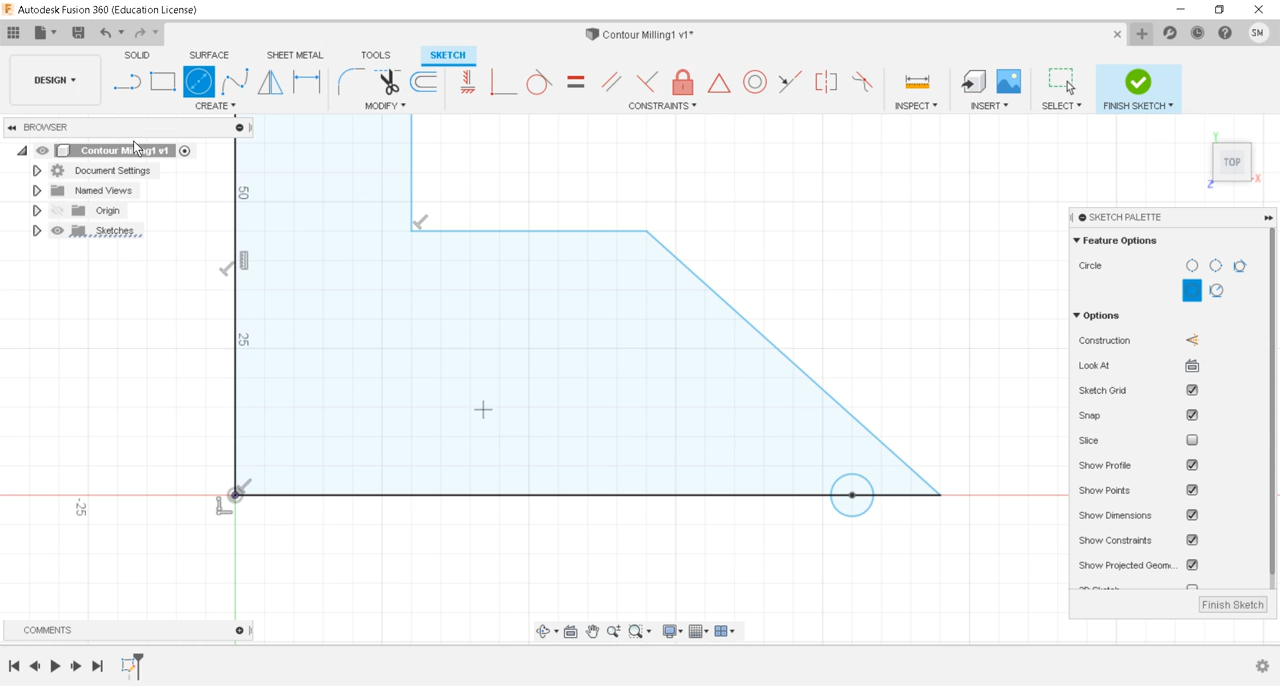 Autodesk Fusion 360 (Education License)
Contour Milling1 v1*
SM
SOLID SURFACE SHEET METAL TOOLS SKETCH
DESIGN
CREATE MODIFY CONSTRAINTS INSPECT INSERT SELECT FINISH SKETCH
BROWSER
Contour Milling1 v1
Document Settings
Named Views
Origin
Sketches
50
25
-25
Y
TOP
X
Z
SKETCH PALETTE
Feature Options
Circle
Options
Construction
Look At
Sketch Grid
Snap
Slice
Show Profile
Show Points
Show Dimensions
Show Constraints
Show Projected Geom...
Finish Sketch
COMMENTS